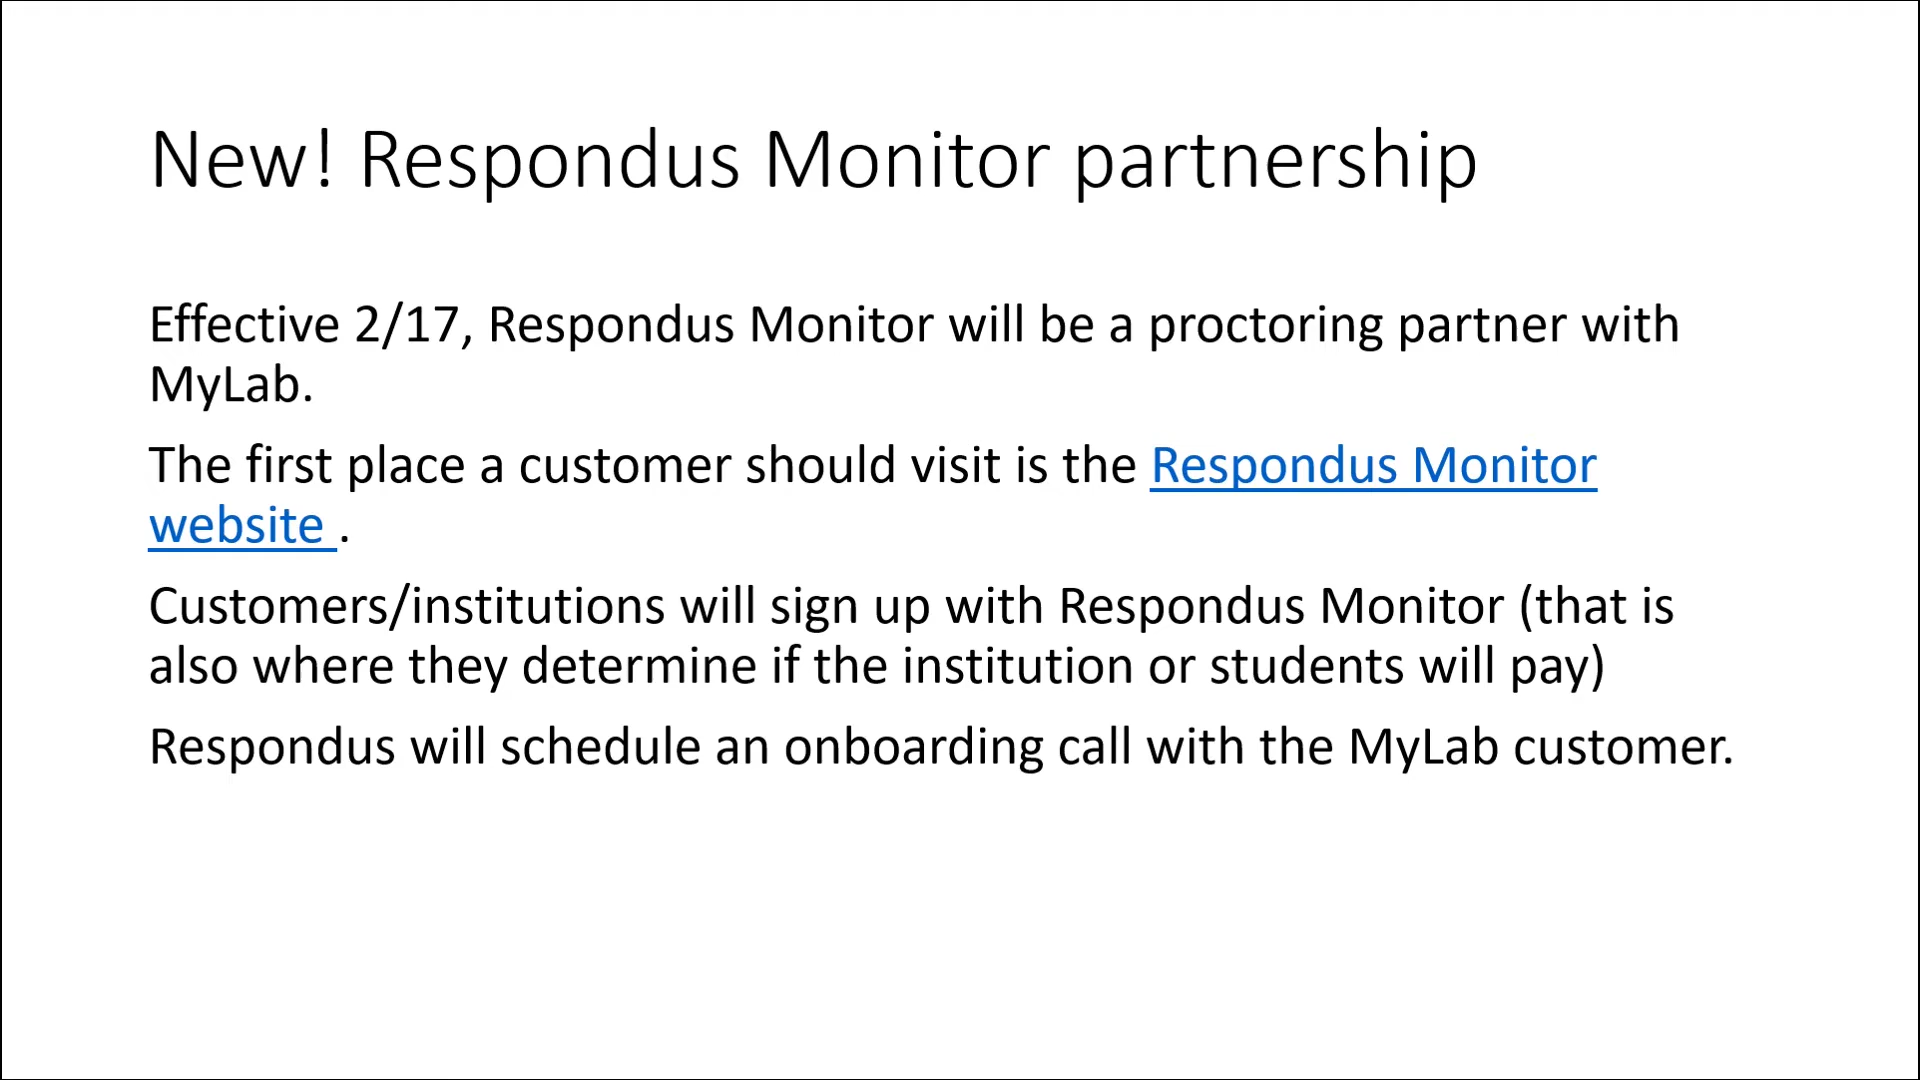 New! Respondus Monitor partnership
Effective 2/17, Respondus Monitor will be a proctoring partner with
MyLab.
The first place a customer should visit is the Respondus Monitor
website .
Customers/institutions will sign up with Respondus Monitor (that is
also where they determine if the institution or students will pay)
Respondus will schedule an onboarding call with the MyLab customer.